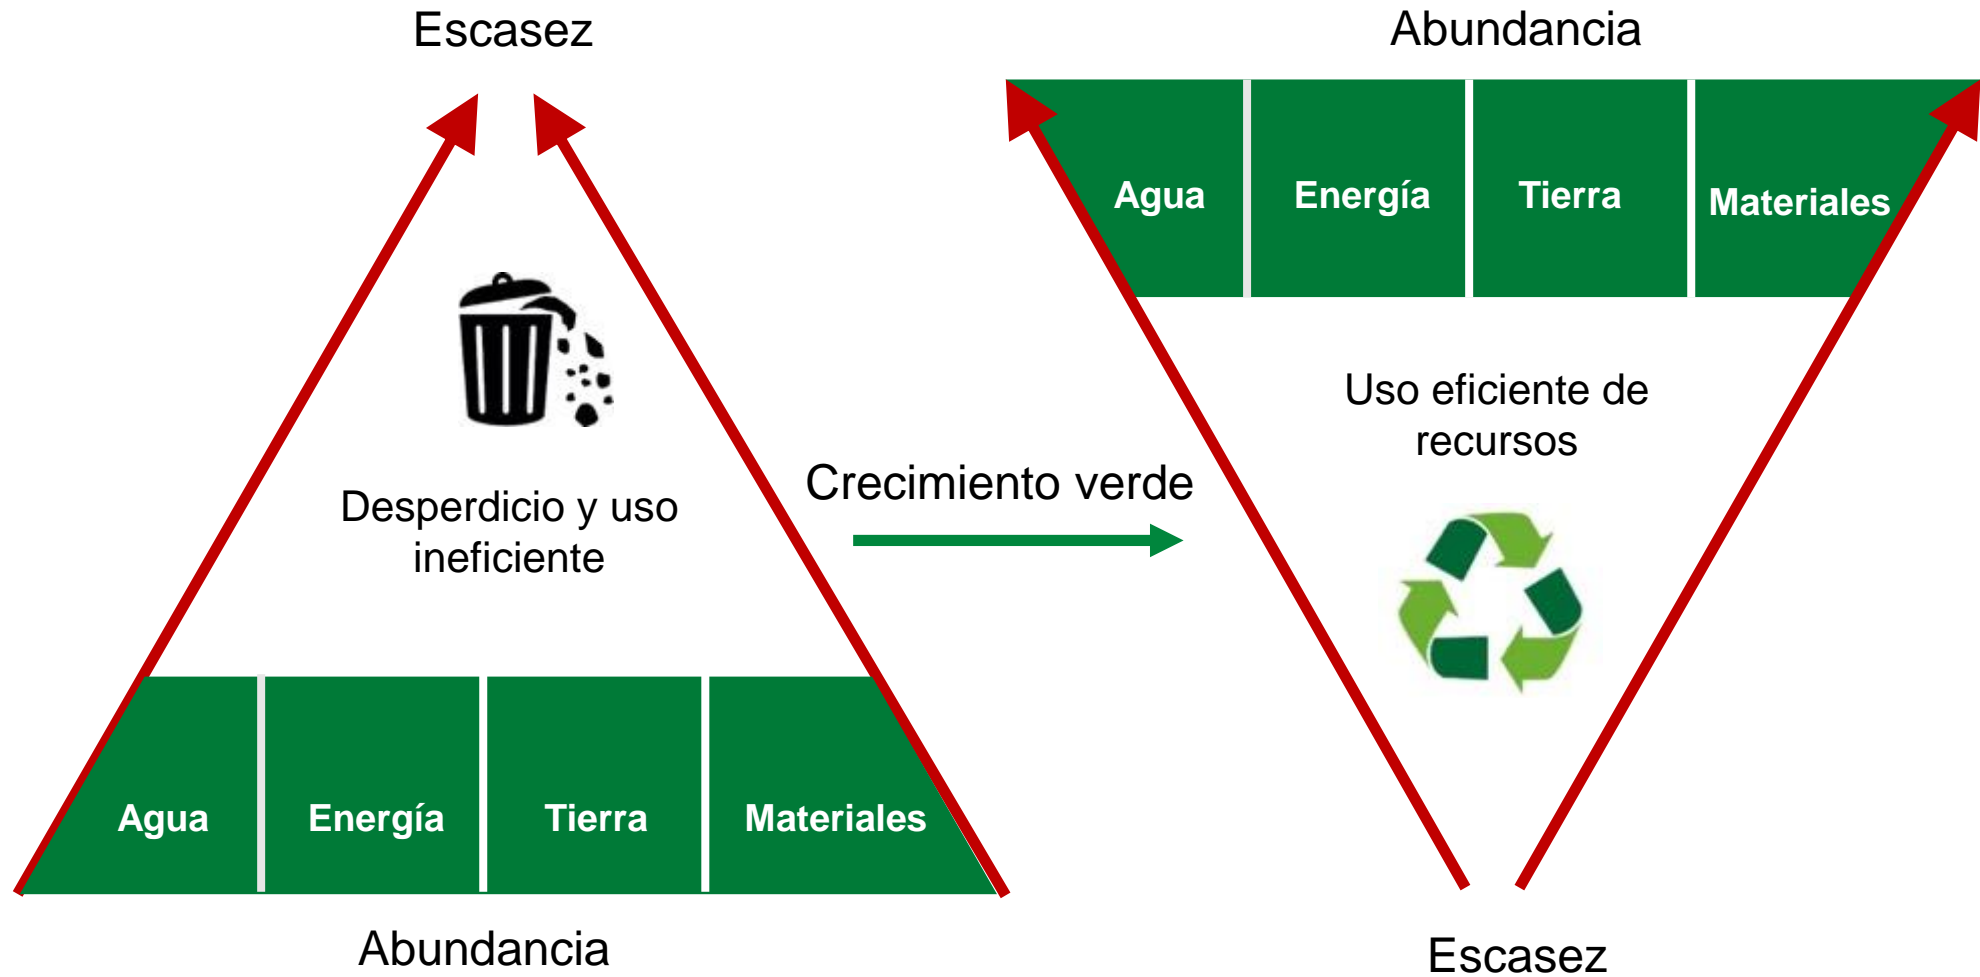 Escasez
Desperdicio y uso
ineficiente
Agua
Energía
Tierra
Materiales
Abundancia
Crecimiento verde
Abundancia
Agua
Energía
Tierra
Materiales
Uso eficiente de
recursos
Escasez